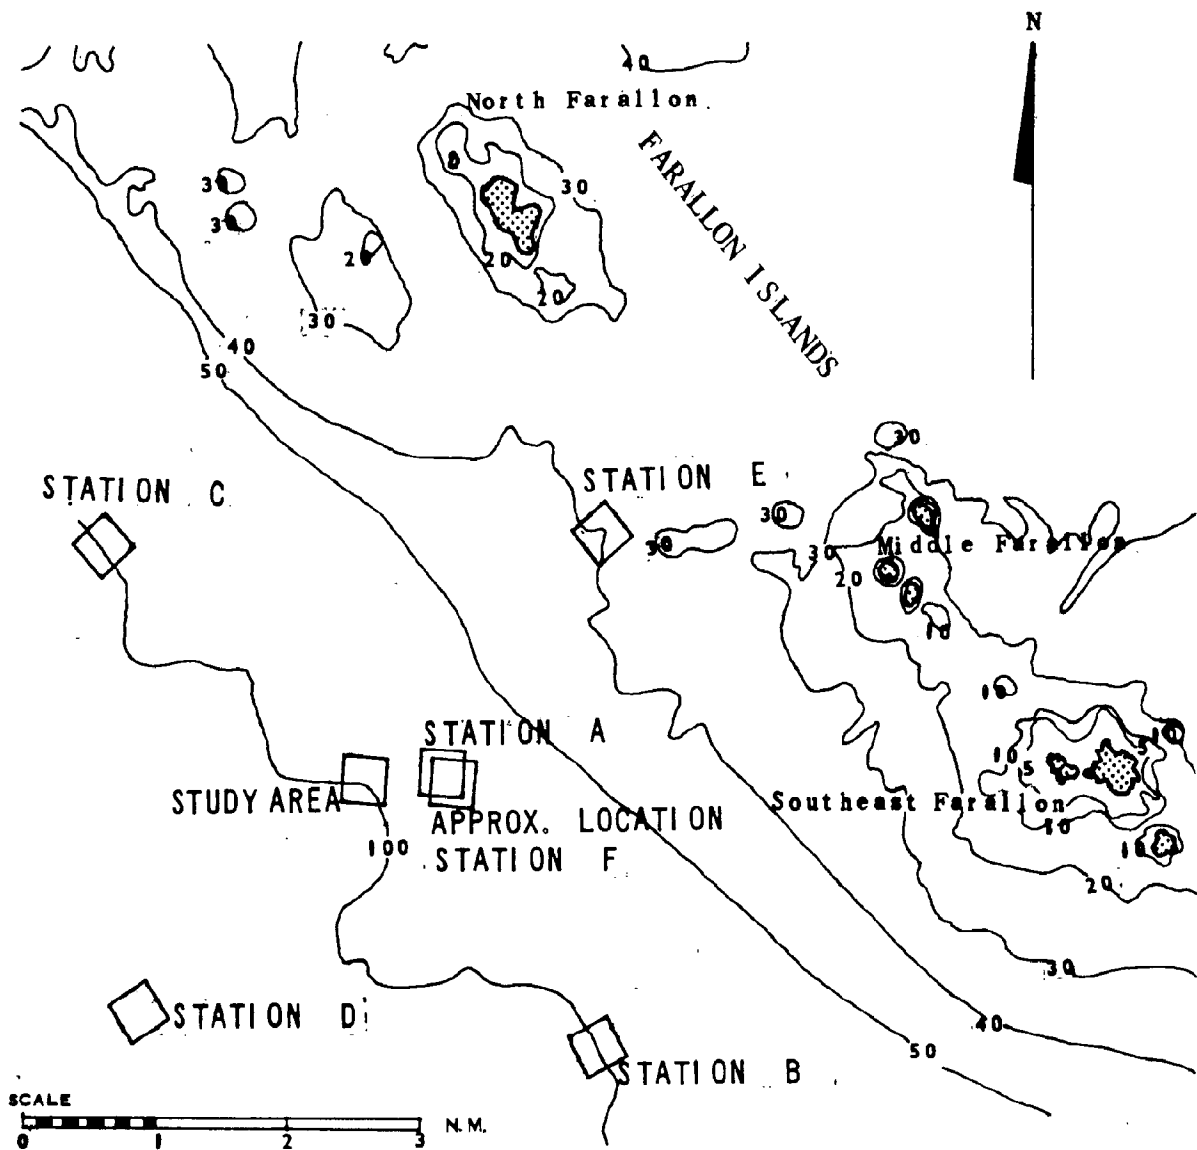 N
40
North Farallon
FARALLON ISLANDS
30
30
30
20
20
20
30
40
50
30
STATION E
STATION C
30
30
30
Middle Farallon
20
10
10
STATION A
10
5
5
10
STUDY AREA
Southeast Farallon
APPROX. LOCATION
STATION F
100
10
10
20
30
STATION D
40
50
STATION B
SCALE
N.M.
0 1 2 3